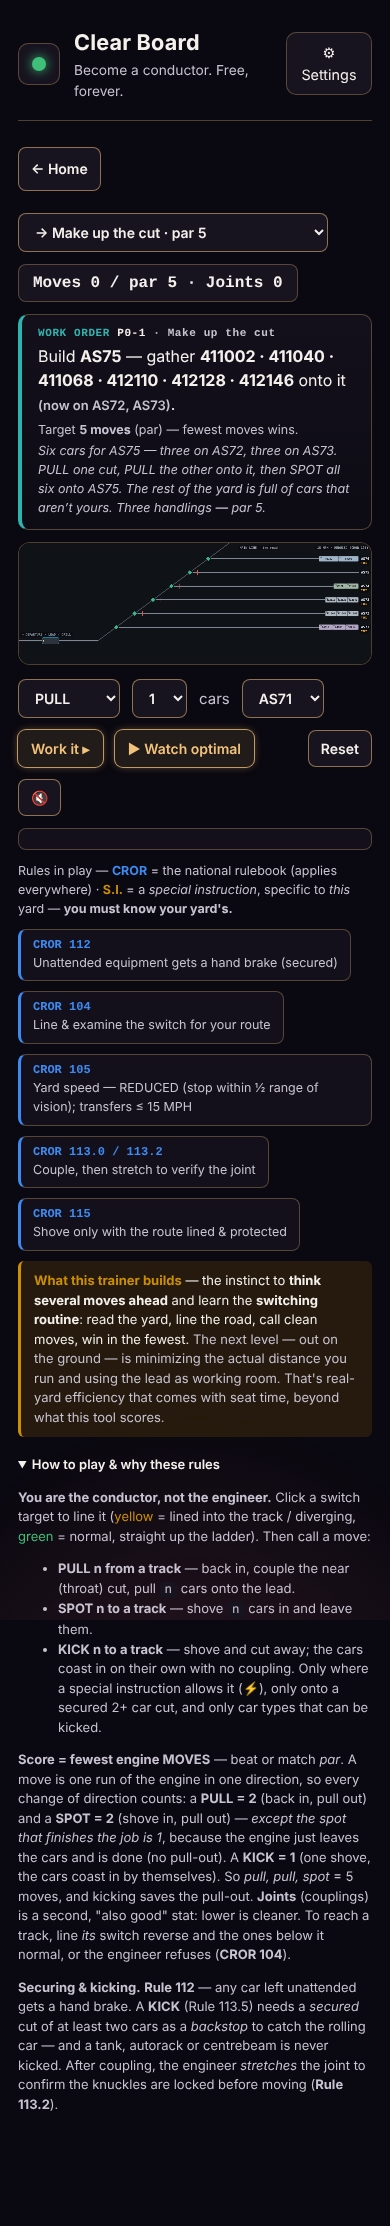 Clear Board
Become a conductor. Free,
forever.
⚙
Settings
← Home
→ Make up the cut · par 5
Moves 0 / par 5 · Joints 0
WORK ORDER P0-1 · Make up the cut
Build AS75 — gather 411002 · 411040 ·
411068 · 412110 · 412128 · 412146 onto it
(now on AS72, AS73).
Target 5 moves (par) — fewest moves wins.
Six cars for AS75 — three on AS72, three on AS73.
PULL one cut, PULL the other onto it, then SPOT all
six onto AS75. The rest of the yard is full of cars that
aren't yours. Three handlings — par 5.
PULL
1
cars
AS71
Work it ▸
▶ Watch optimal
Reset
🔇
Rules in play — CROR = the national rulebook (applies
everywhere) · S.I. = a special instruction, specific to this
yard — you must know your yard's.
CROR 112
Unattended equipment gets a hand brake (secured)
CROR 104
Line & examine the switch for your route
CROR 105
Yard speed — REDUCED (stop within ½ range of
vision); transfers ≤ 15 MPH
CROR 113.0 / 113.2
Couple, then stretch to verify the joint
CROR 115
Shove only with the route lined & protected
What this trainer builds — the instinct to think
several moves ahead and learn the switching
routine: read the yard, line the road, call clean
moves, win in the fewest. The next level — out on
the ground — is minimizing the actual distance you
run and using the lead as working room. That's real-
yard efficiency that comes with seat time, beyond
what this tool scores.
▼ How to play & why these rules
You are the conductor, not the engineer. Click a switch
target to line it (yellow = lined into the track / diverging,
green = normal, straight up the ladder). Then call a move:
• PULL n from a track — back in, couple the near
(throat) cut, pull n cars onto the lead.
• SPOT n to a track — shove n cars in and leave
them.
• KICK n to a track — shove and cut away; the cars
coast in on their own with no coupling. Only where
a special instruction allows it (⚡), only onto a
secured 2+ car cut, and only car types that can be
kicked.
Score = fewest engine MOVES — beat or match par. A
move is one run of the engine in one direction, so every
change of direction counts: a PULL = 2 (back in, pull out)
and a SPOT = 2 (shove in, pull out) — except the spot
that finishes the job is 1, because the engine just leaves
the cars and is done (no pull-out). A KICK = 1 (one shove,
the cars coast in by themselves). So pull, pull, spot = 5
moves, and kicking saves the pull-out. Joints (couplings)
is a second, "also good" stat: lower is cleaner. To reach a
track, line its switch reverse and the ones below it
normal, or the engineer refuses (CROR 104).
Securing & kicking. Rule 112 — any car left unattended
gets a hand brake. A KICK (Rule 113.5) needs a secured
cut of at least two cars as a backstop to catch the rolling
car — and a tank, autorack or centrebeam is never
kicked. After coupling, the engineer stretches the joint to
confirm the knuckles are locked before moving (Rule
113.2).